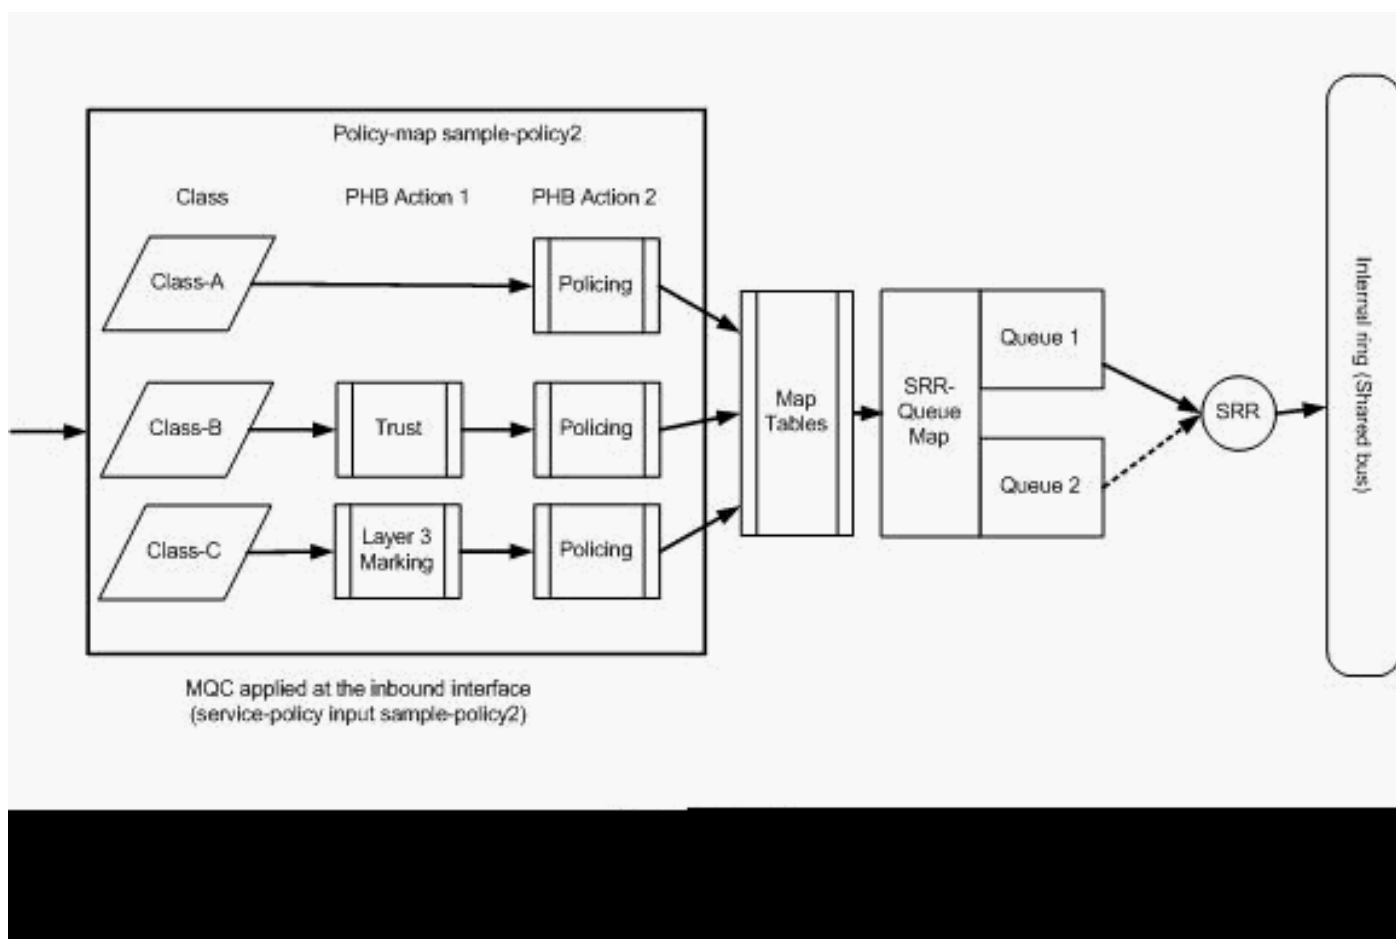 Policy-map sample-policy2
Class
PHB Action 1
PHB Action 2
Class-A
Policing
Class-B
Trust
Policing
Class-C
Layer 3
Marking
Policing
Map
Tables
SRR-
Queue
Map
Queue 1
Queue 2
SRR
Internal ring (Shared bus)
MQC applied at the inbound interface
(service-policy input sample-policy2)